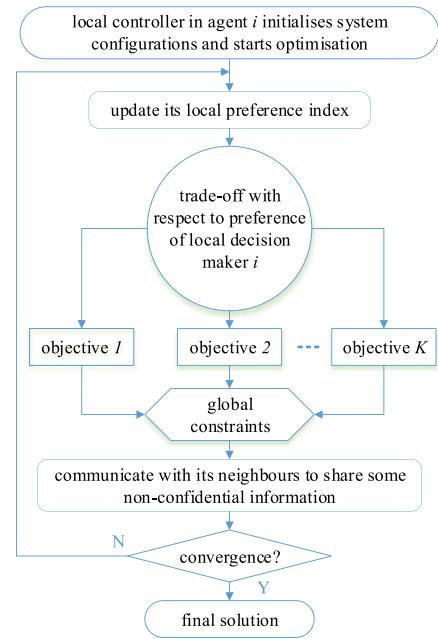 local controller in agent i initialises system
configurations and starts optimisation
update its local preference index
trade-off with
respect to preference
of local decision
maker i
objective 1
objective 2
objective K
global
constraints
communicate with its neighbours to share some
non-confidential information
N
convergence?
Y
final solution